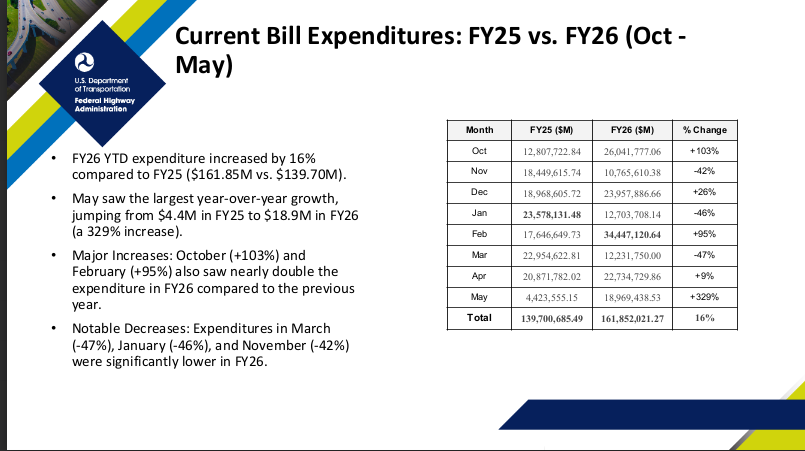 Current Bill Expenditures: FY25 vs. FY26 (Oct -
May)
U.S. Department
of Transportation
Federal Highway
Administration
• FY26 YTD expenditure increased by 16%
compared to FY25 ($161.85M vs. $139.70M).
• May saw the largest year-over-year growth,
jumping from $4.4M in FY25 to $18.9M in FY26
(a 329% increase).
• Major Increases: October (+103%) and
February (+95%) also saw nearly double the
expenditure in FY26 compared to the previous
year.
• Notable Decreases: Expenditures in March
(-47%), January (-46%), and November (-42%)
were significantly lower in FY26.
Month FY25 ($M) FY26 ($M) % Change
Oct 12,807,722.84 26,041,777.06 +103%
Nov 18,449,615.74 10,765,610.38 -42%
Dec 18,968,605.72 23,957,886.66 +26%
Jan 23,578,131.48 12,703,708.14 -46%
Feb 17,646,649.73 34,447,120.64 +95%
Mar 22,954,622.81 12,231,750.00 -47%
Apr 20,871,782.02 22,734,729.86 +9%
May 4,423,555.15 18,969,438.53 +329%
Total 139,700,685.49 161,852,021.27 16%